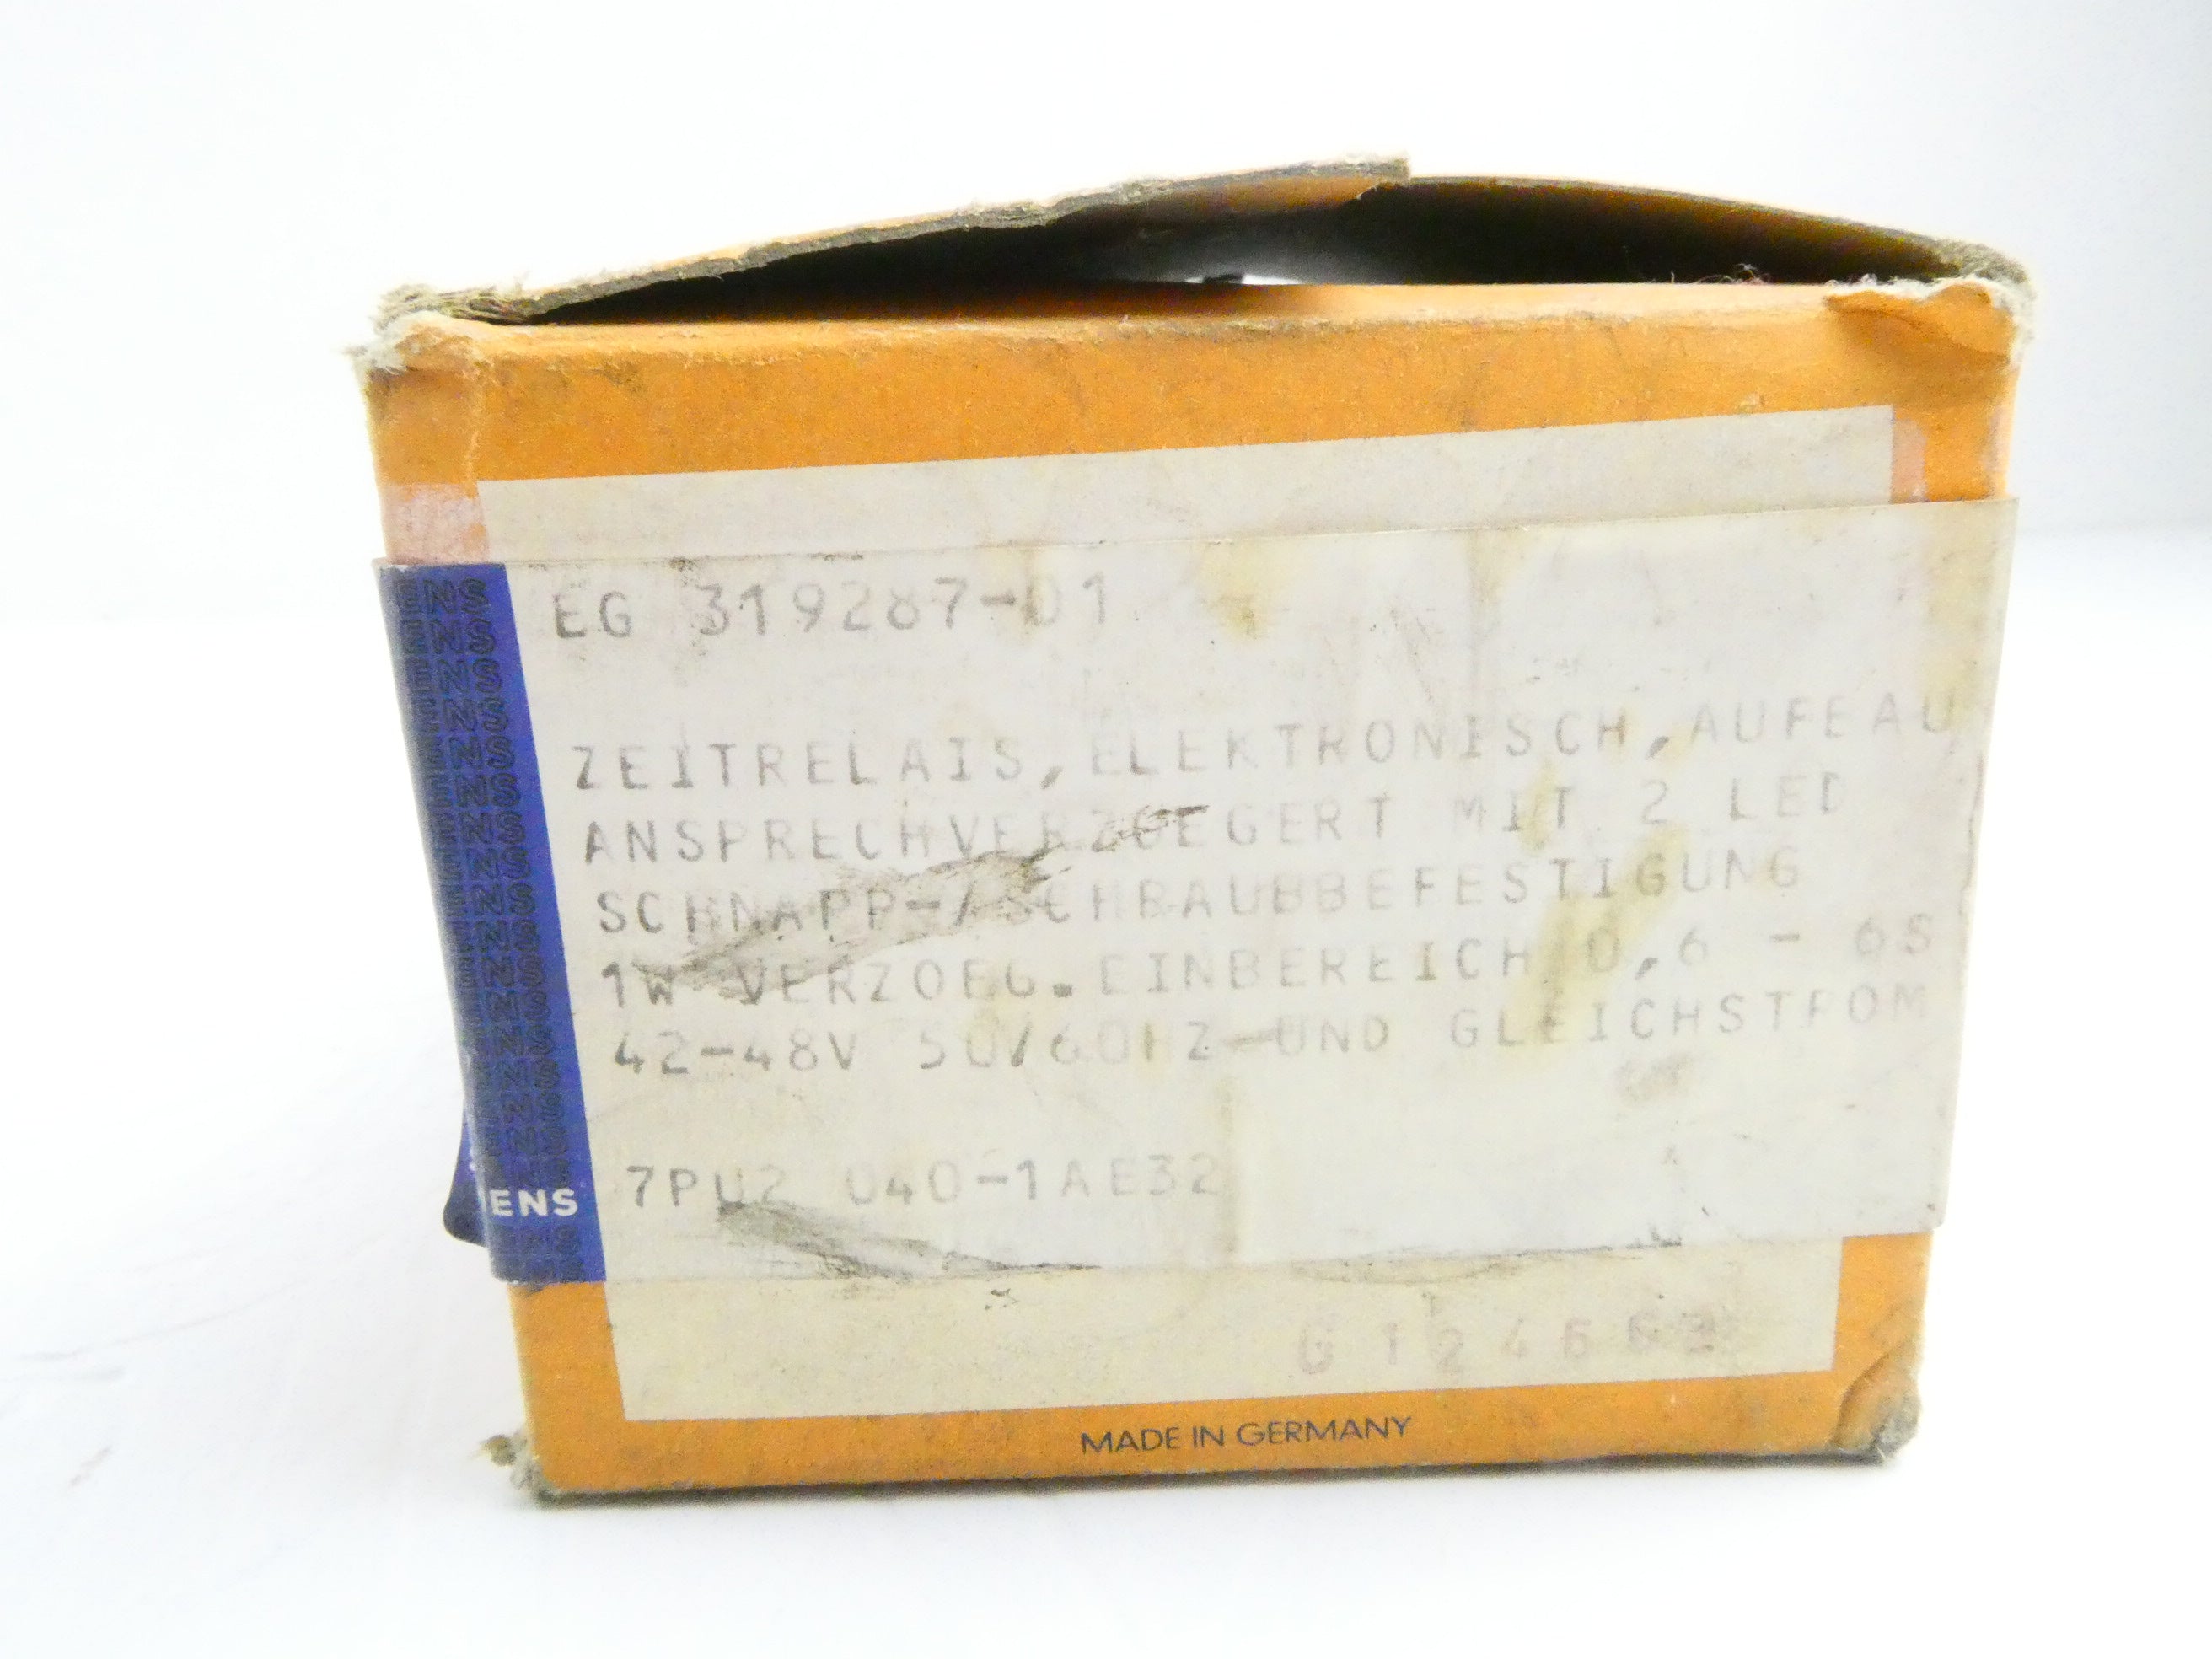 EG 319287-01
ZEITRELAIS, ELEKTRONISCH, AUFBAU
ANSPRECHVERZOEGERT MIT 2 LED
SCHNAPP-/SCHRAUBBEFESTIGUNG
1W VERZOEG. EINBEREICH 0,6 - 6S
42-48V 50/60HZ UND GLEICHSTROM
7PU2 040-1AE32
ENS
MADE IN GERMANY